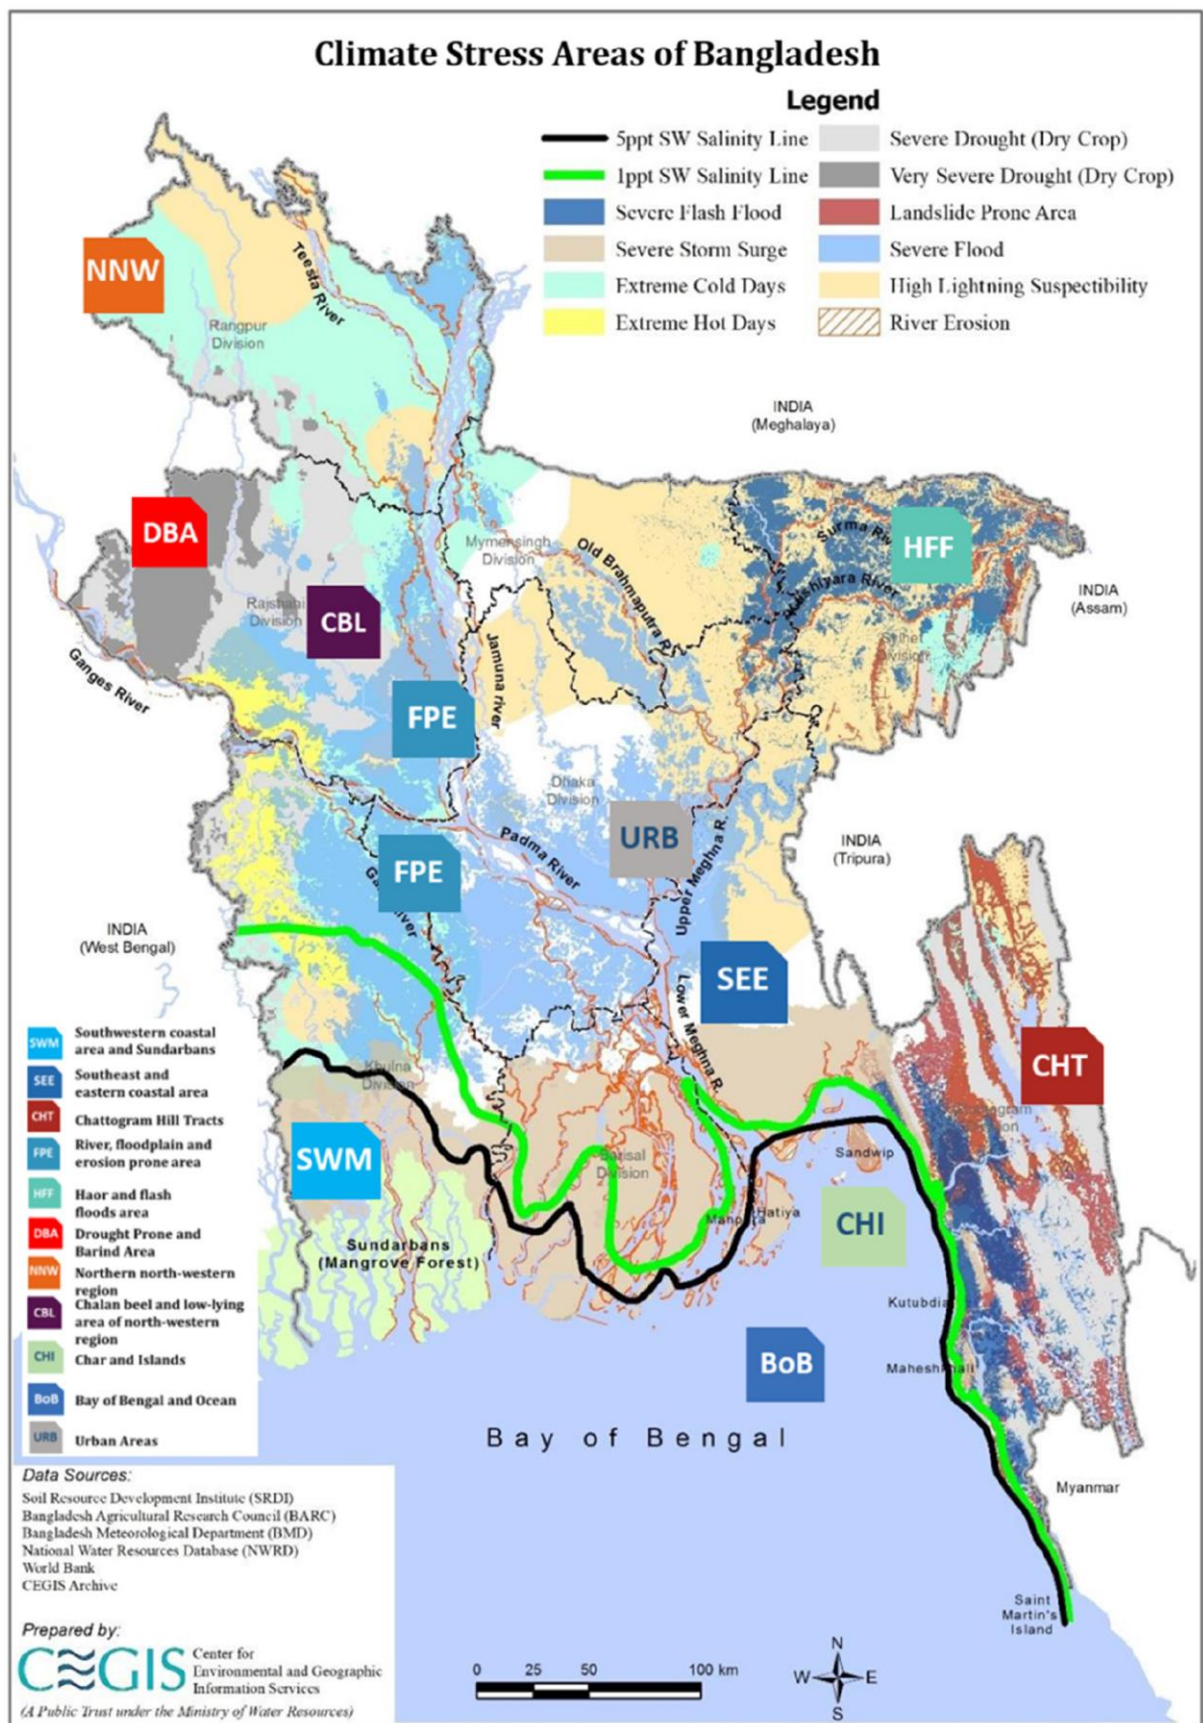 Climate Stress Areas of Bangladesh
Legend
5ppt SW Salinity Line
1ppt SW Salinity Line
Severe Flash Flood
Severe Storm Surge
Extreme Cold Days
Extreme Hot Days
Severe Drought (Dry Crop)
Very Severe Drought (Dry Crop)
Landslide Prone Area
Severe Flood
High Lightning Suspectibility
River Erosion
NNW
Teesta River
Rangpur
Division
INDIA
(Meghalaya)
DBA
Mymensingh
Division
Old Brahmaputra R.
Surma Riv
HFF
Kushiyara River
INDIA
(Assam)
Rajshahi
Division
CBL
Sylhet
Division
Ganges River
Jamuna river
FPE
Dhaka
Division
URB
Padma River
Upper Meghna R.
INDIA
(Tripura)
FPE
River
INDIA
(West Bengal)
SEE
Lower Meghna R.
CHT
Khulna
Division
SWM
Barisal
Division
Sandwip
Hatiya
CHI
Sundarbans
(Mangrove Forest)
Kutubdia
BoB
Bay of Bengal
Myanmar
Saint
Martin's
Island
SWM Southwestern coastal
area and Sundarbans
SEE Southeast and
eastern coastal area
CHT Chattogram Hill Tracts
FPE River, floodplain and
erosion prone area
HFF Haor and flash
floods area
DBA Drought Prone and
Barind Area
NNW Northern north-western
region
CBL Chalan beel and low-lying
area of north-western
region
CHI Char and Islands
BoB Bay of Bengal and Ocean
URB Urban Areas
Data Sources:
Soil Resource Development Institute (SRDI)
Bangladesh Agricultural Research Council (BARC)
Bangladesh Meteorological Department (BMD)
National Water Resources Database (NWRD)
World Bank
CEGIS Archive
Prepared by:
CEGIS Center for
Environmental and Geographic
Information Services
(A Public Trust under the Ministry of Water Resources)
0 25 50 100 km
N
W E
S